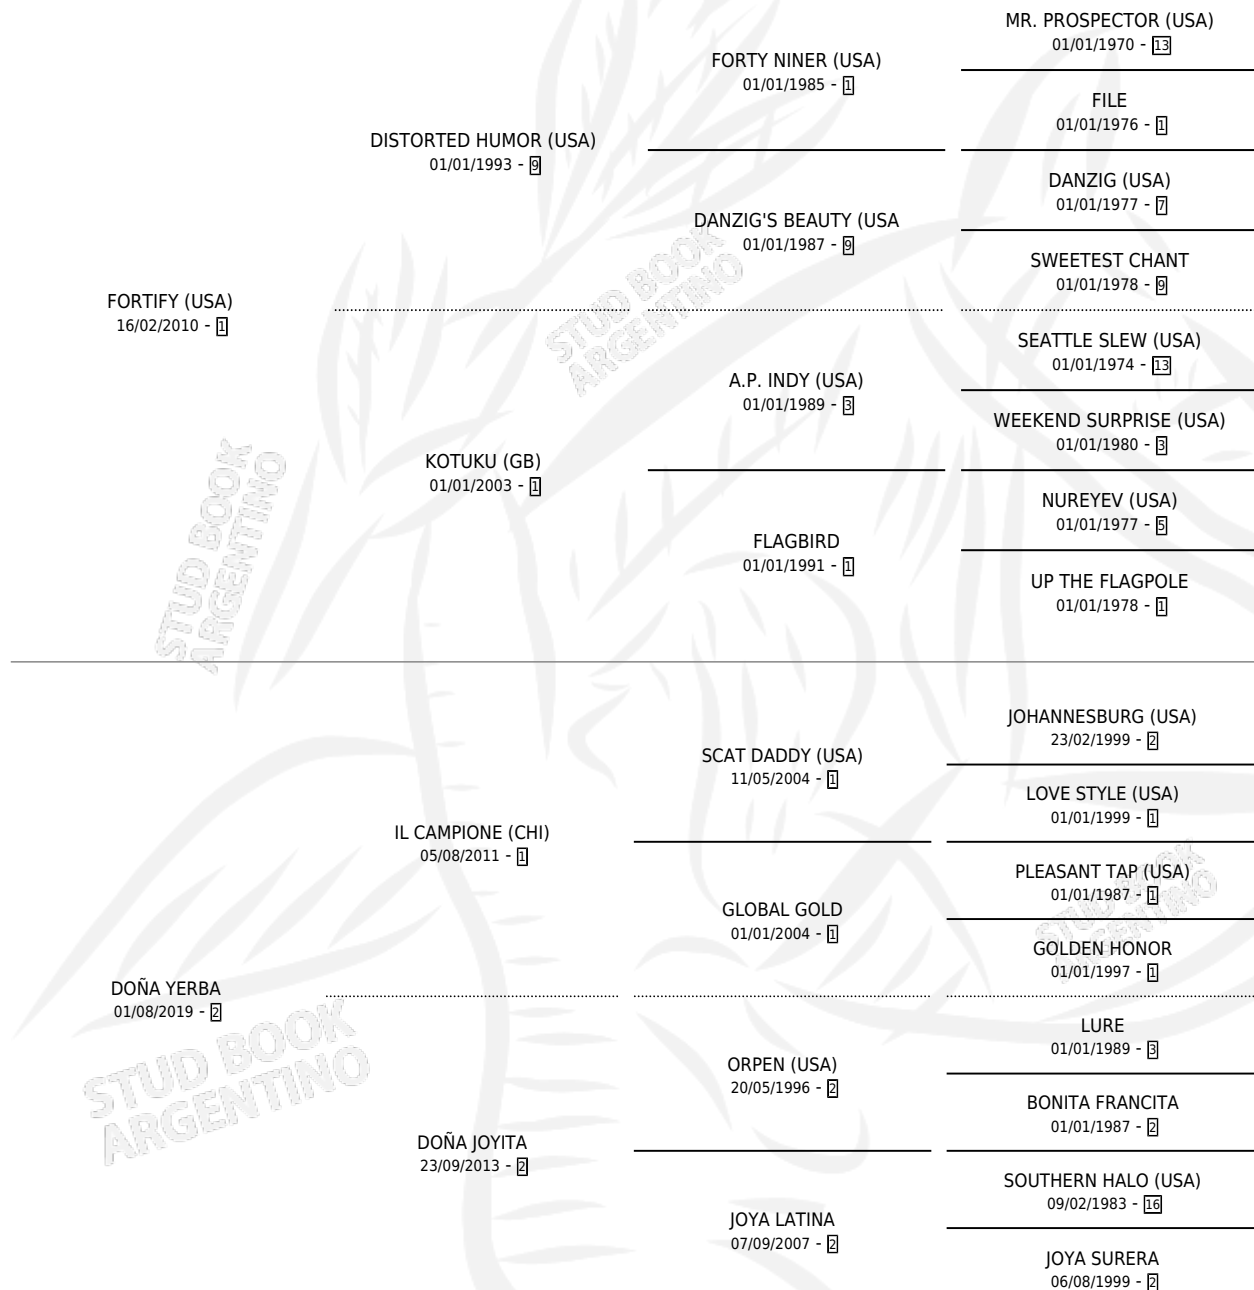 MR. PROSPECTOR (USA)
01/01/1970 - 13
FORTY NINER (USA)
01/01/1985 - 1
FILE
01/01/1976 - 1
DISTORTED HUMOR (USA)
01/01/1993 - 9
DANZIG (USA)
01/01/1977 - 7
DANZIG'S BEAUTY (USA
01/01/1987 - 9
SWEETEST CHANT
01/01/1978 - 9
FORTIFY (USA)
16/02/2010 - 1
SEATTLE SLEW (USA)
01/01/1974 - 13
A.P. INDY (USA)
01/01/1989 - 3
WEEKEND SURPRISE (USA)
01/01/1980 - 3
KOTUKU (GB)
01/01/2003 - 1
NUREYEV (USA)
01/01/1977 - 5
FLAGBIRD
01/01/1991 - 1
UP THE FLAGPOLE
01/01/1978 - 1
JOHANNESBURG (USA)
23/02/1999 - 2
SCAT DADDY (USA)
11/05/2004 - 1
LOVE STYLE (USA)
01/01/1999 - 1
IL CAMPIONE (CHI)
05/08/2011 - 1
PLEASANT TAP (USA)
01/01/1987 - 1
GLOBAL GOLD
01/01/2004 - 1
GOLDEN HONOR
01/01/1997 - 1
DOÑA YERBA
01/08/2019 - 2
LURE
01/01/1989 - 3
ORPEN (USA)
20/05/1996 - 2
BONITA FRANCITA
01/01/1987 - 2
DOÑA JOYITA
23/09/2013 - 2
SOUTHERN HALO (USA)
09/02/1983 - 16
JOYA LATINA
07/09/2007 - 2
JOYA SURERA
06/08/1999 - 2
STUD BOOK
ARGENTINO
STUD BOOK
ARGENTINO
STUD BOOK
ARGENTINO
STUD BOOK
ARGENTINO